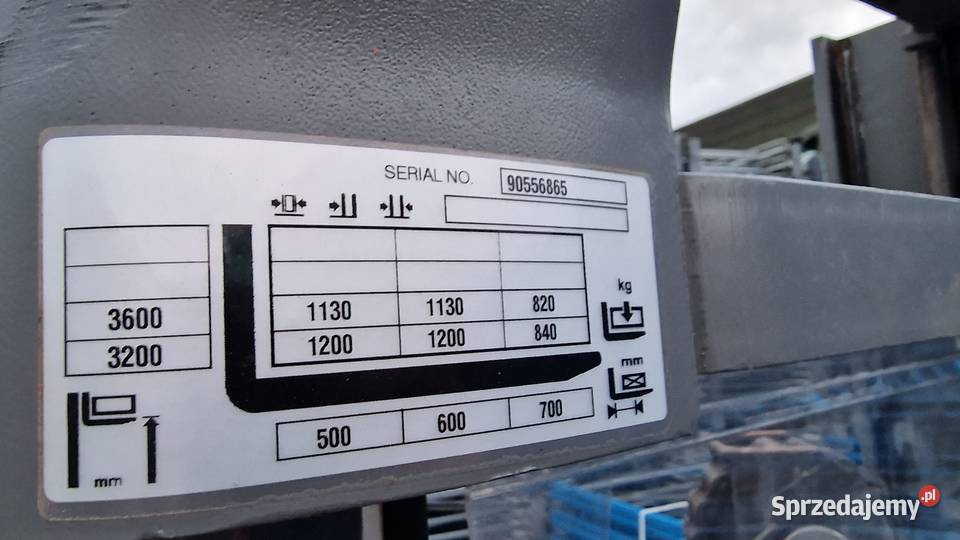 SERIAL NO. 90556865
kg
3600 1130 1130 820
3200 1200 1200 840
mm
500 600 700
mm
Sprzedajemy.pl